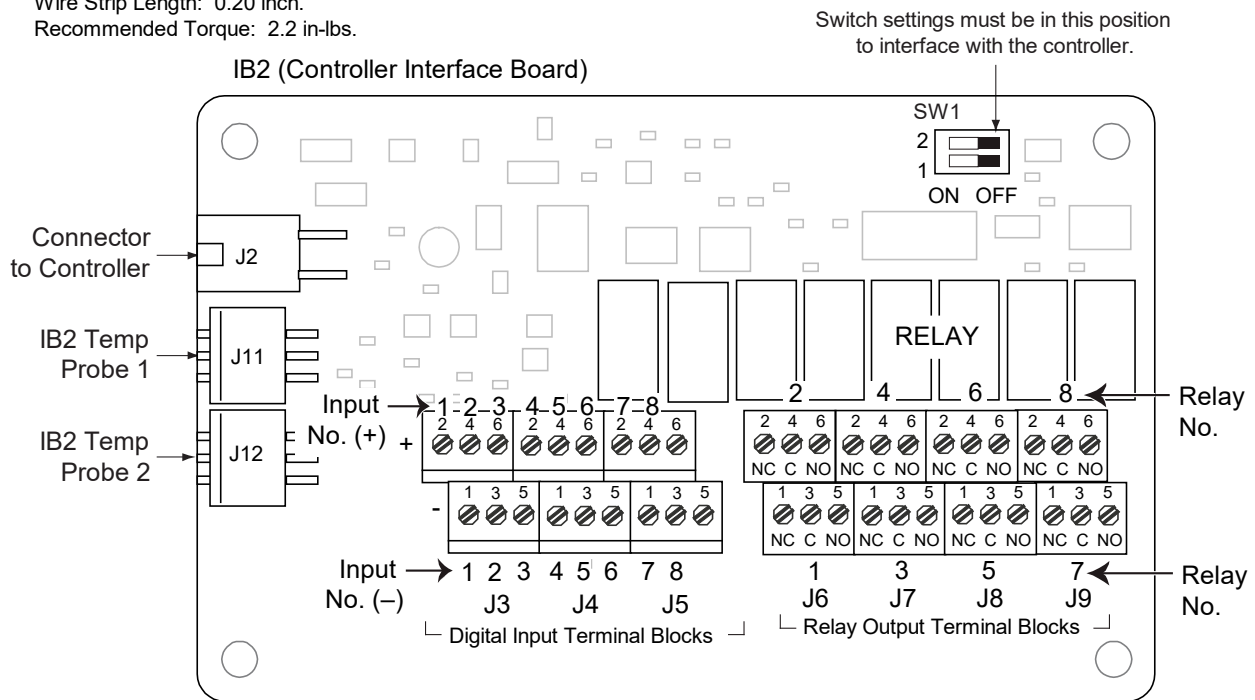 Wire Strip Length:  0.20 inch.
Recommended Torque:  2.2 in-lbs.
Switch settings must be in this position
to interface with the controller.
IB2 (Controller Interface Board)
SW1
2
1
ON OFF
Connector
to Controller
J2
IB2 Temp
Probe 1
J11
RELAY
IB2 Temp
Probe 2
J12
Input
No. (+)
1 2 3 4 5 6 7 8
2 4 6 8
Relay
No.
+
2 4 6 2 4 6 2 4 6
2 4 6 2 4 6 2 4 6 2 4 6
NC C NO NC C NO NC C NO NC C NO
-
1 3 5 1 3 5 1 3 5
1 3 5 1 3 5 1 3 5 1 3 5
NC C NO NC C NO NC C NO NC C NO
Input
No. (–)
1 2 3 4 5 6 7 8
J3 J4 J5
Digital Input Terminal Blocks
1 3 5 7
J6 J7 J8 J9
Relay Output Terminal Blocks
Relay
No.